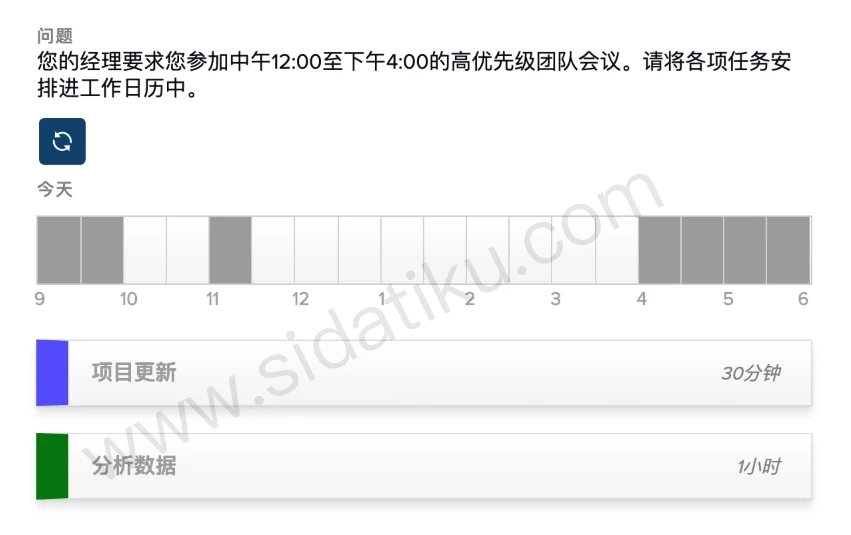 问题
您的经理要求您参加中午12:00至下午4:00的高优先级团队会议。请将各项任务安
排进工作日历中。
今天
9 10 11 12 1 2 3 4 5 6
项目更新 30分钟
分析数据 1小时
www.sidatiku.com